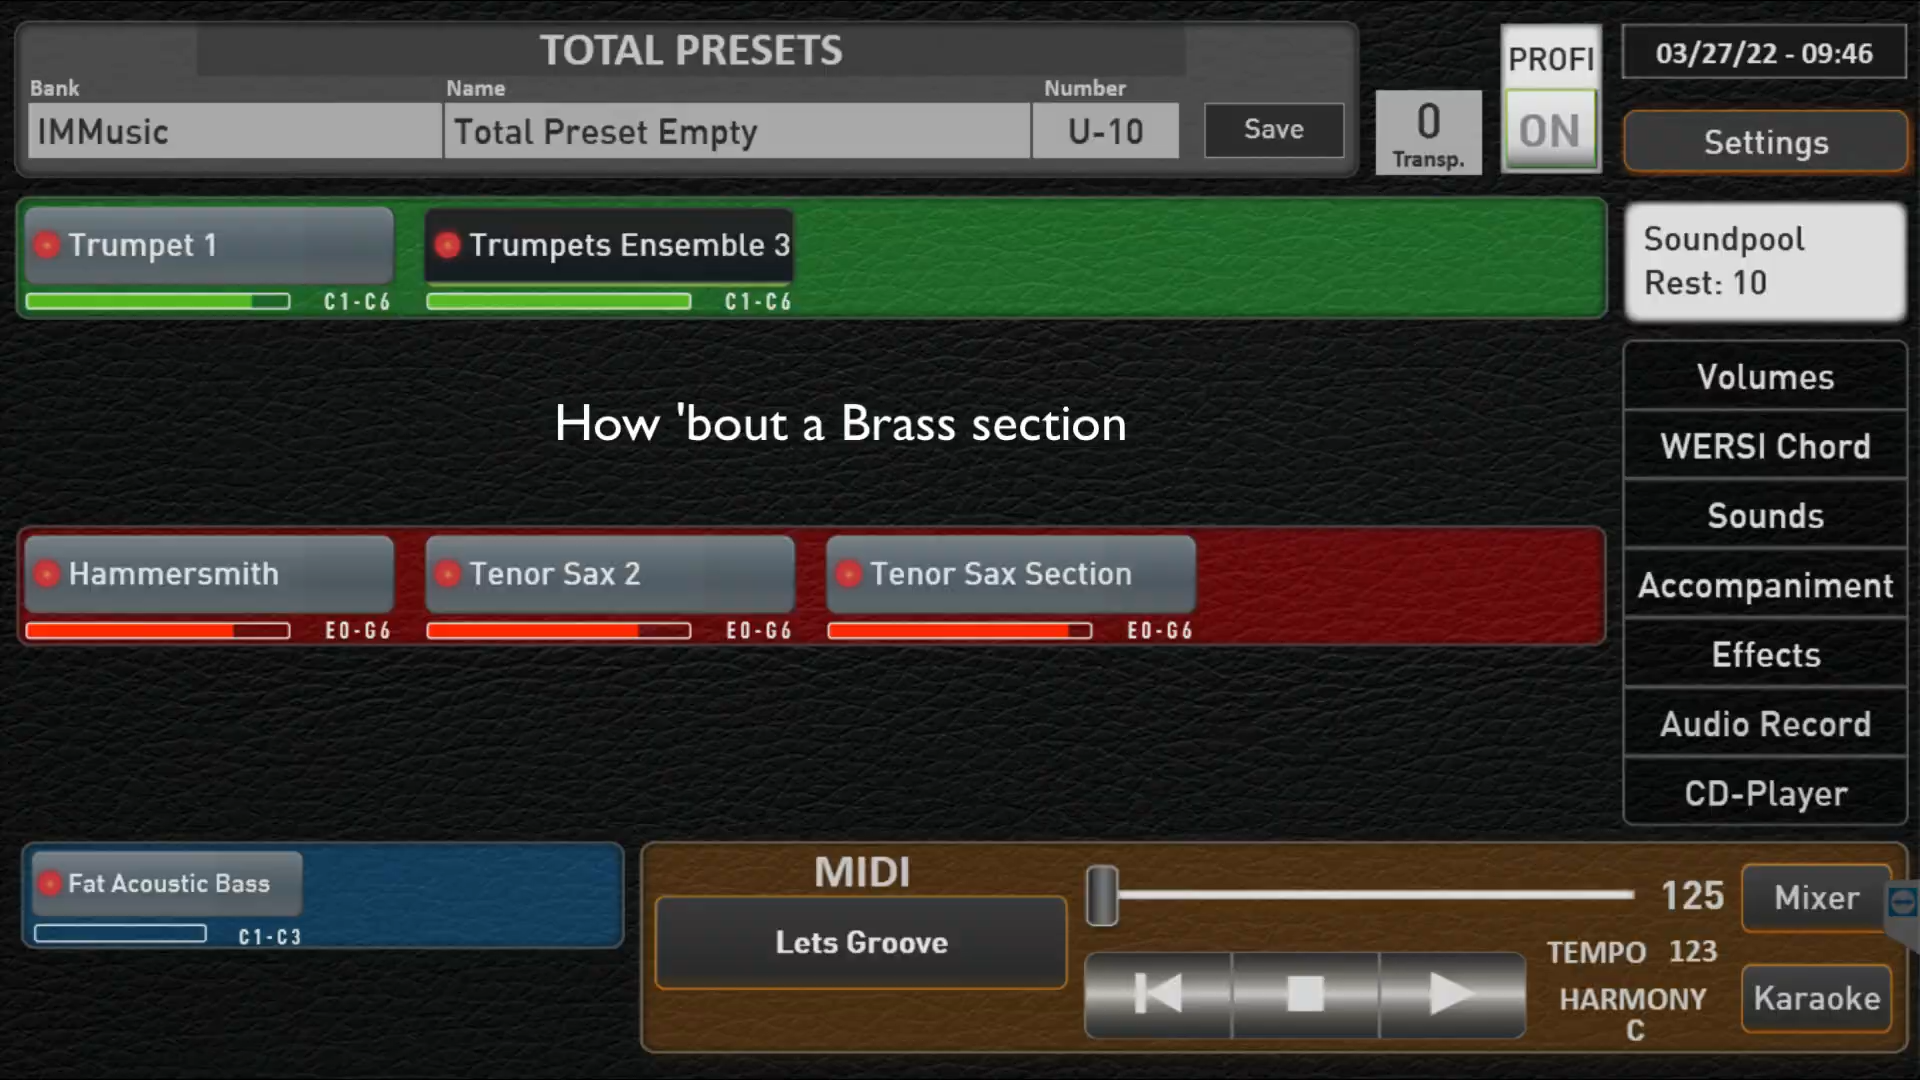 TOTAL PRESETS
Bank
Name
Number
IMMusic
Total Preset Empty
U-10
Save
0
Transp.
PROFI
ON
03/27/22 - 09:46
Settings
Trumpet 1
C1-C6
Trumpets Ensemble 3
C1-C6
Soundpool
Rest: 10
How 'bout a Brass section
Volumes
WERSI Chord
Sounds
Accompaniment
Effects
Audio Record
CD-Player
Hammersmith
E0-G6
Tenor Sax 2
E0-G6
Tenor Sax Section
E0-G6
Fat Acoustic Bass
C1-C3
MIDI
Lets Groove
125
TEMPO 123
HARMONY
C
Mixer
Karaoke